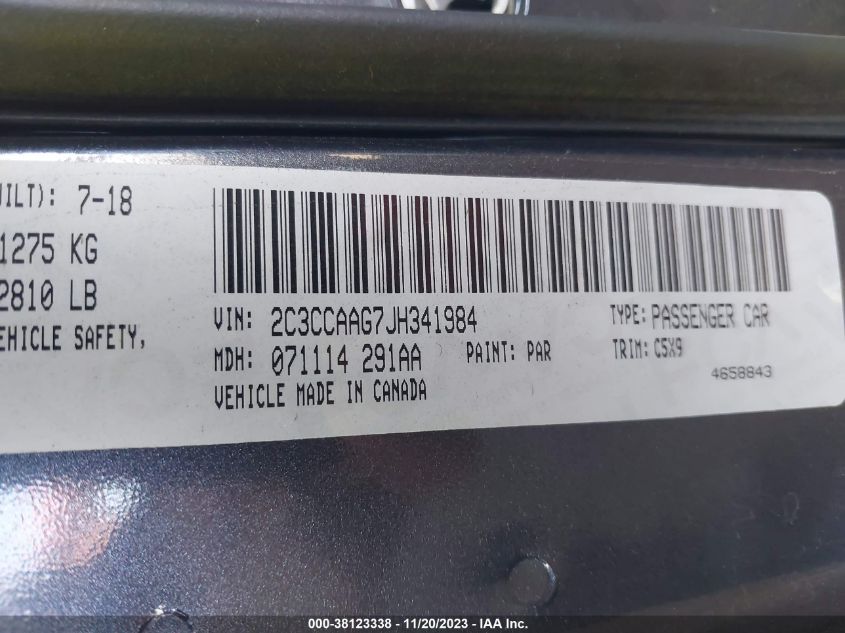 UILT): 7-18
1275 KG
2810 LB
EHICLE SAFETY,
VIN: 2C3CCAAG7JH341984
TYPE: PASSENGER CAR
MDH: 071114 291AA
PAINT: PAR
TRIM: C5X9
VEHICLE MADE IN CANADA
4658843
000-38123338 - 11/20/2023 - IAA Inc.